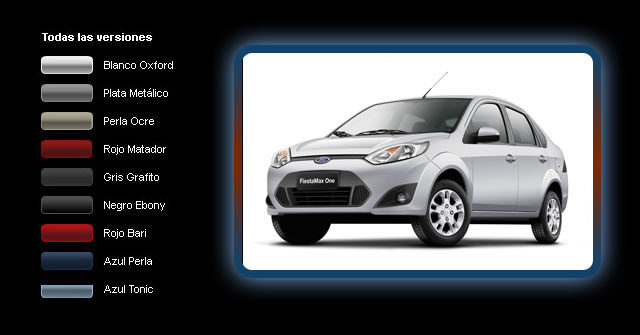 Todas las versiones
Blanco Oxford
Plata Metálico
Perla Ocre
Rojo Matador
Gris Grafito
Negro Ebony
Rojo Bari
Azul Perla
Azul Tonic
Ford
FiestaMax One